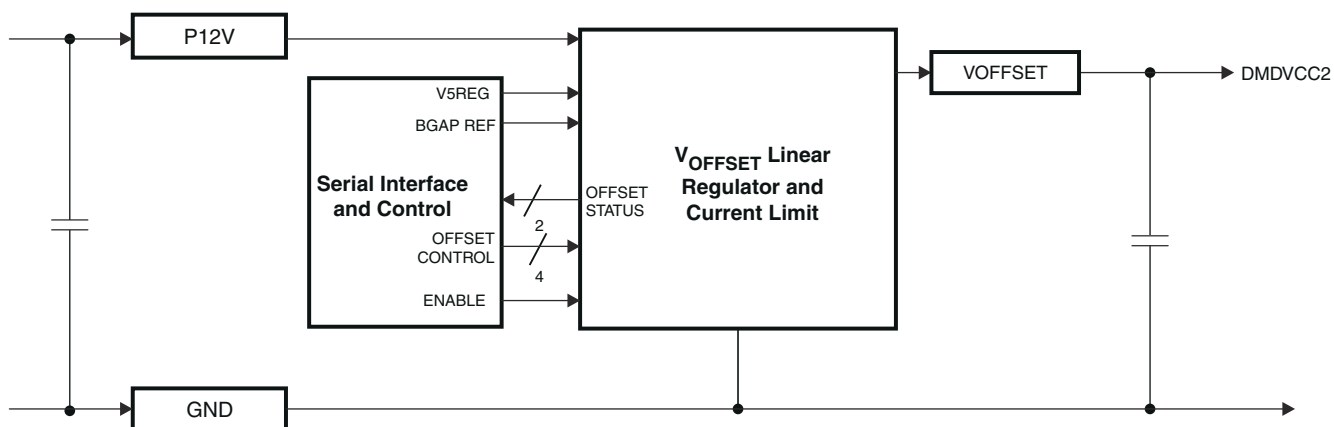 P12V
V5REG
BGAP REF
Serial Interface
and Control
OFFSET
CONTROL
ENABLE
2
4
OFFSET
STATUS
VOFFSET Linear
Regulator and
Current Limit
VOFFSET
DMDVCC2
GND